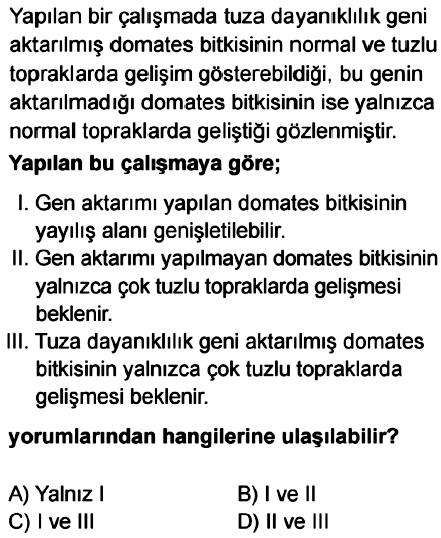 Yapılan bir çalışmada tuza dayanıklılık geni
aktarılmış domates bitkisinin normal ve tuzlu
topraklarda gelişim gösterebildiği, bu genin
aktarılmadığı domates bitkisinin ise yalnızca
normal topraklarda geliştiği gözlenmiştir.
Yapılan bu çalışmaya göre;
I. Gen aktarımı yapılan domates bitkisinin
yayılış alanı genişletilebilir.
II. Gen aktarımı yapılmayan domates bitkisinin
yalnızca çok tuzlu topraklarda gelişmesi
beklenir.
III. Tuza dayanıklılık geni aktarılmış domates
bitkisinin yalnızca çok tuzlu topraklarda
gelişmesi beklenir.
yorumlarından hangilerine ulaşılabilir?
A) Yalnız I B) I ve II
C) I ve III D) II ve III